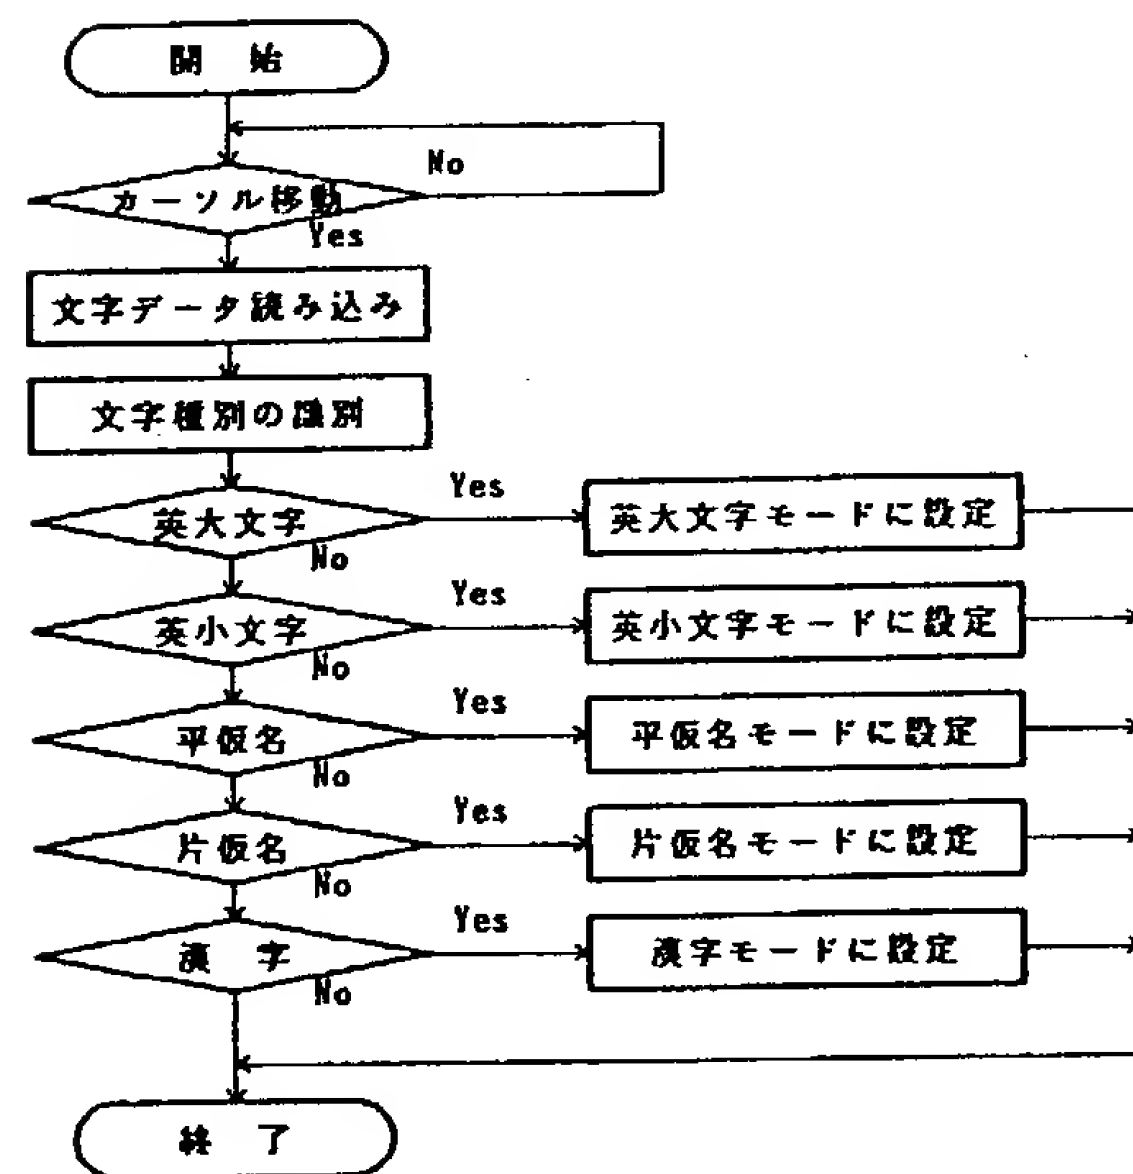 開 始
No
カーソル移動
Yes
文字データ読み込み
文字種別の識別
Yes
英大文字
英大文字モードに設定
No
Yes
英小文字
英小文字モードに設定
No
Yes
平仮名
平仮名モードに設定
No
Yes
片仮名
片仮名モードに設定
No
Yes
漢 字
漢字モードに設定
No
終 了